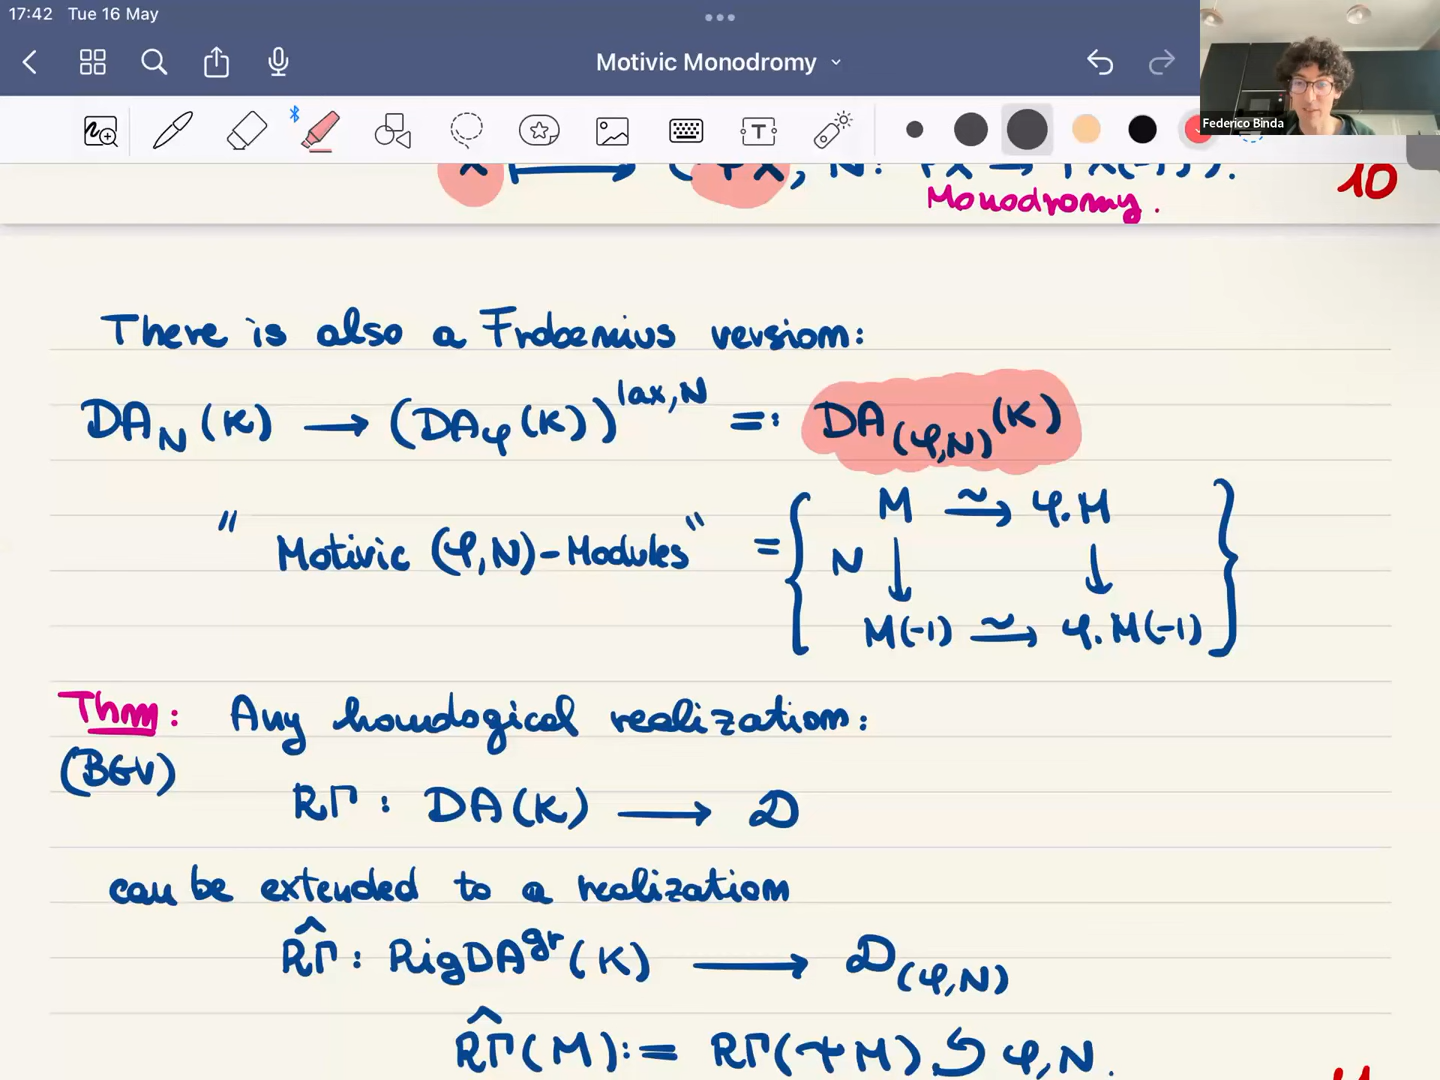 17:42 Tue 16 May
Motivic Monodromy
Federico Binda
Monodromy.
10
There is also a Frobenius version:
DA_N(K) → (DA_φ(K))^{lax,N} =: DA_{(φ,N)}(K)
"Motivic (φ,N)-Modules" = { M ≃→ φ.M
N ↓ ↓
M(-1) ≃→ φ.M(-1) }
Thm: Any homological realization:
(BGV)
RΓ : DA(K) → 𝒟
can be extended to a realization
R̂Γ : RigDA^{gr}(K) → 𝒟_{(φ,N)}
R̂Γ(M) := RΓ(ΨM) ↺ φ,N.